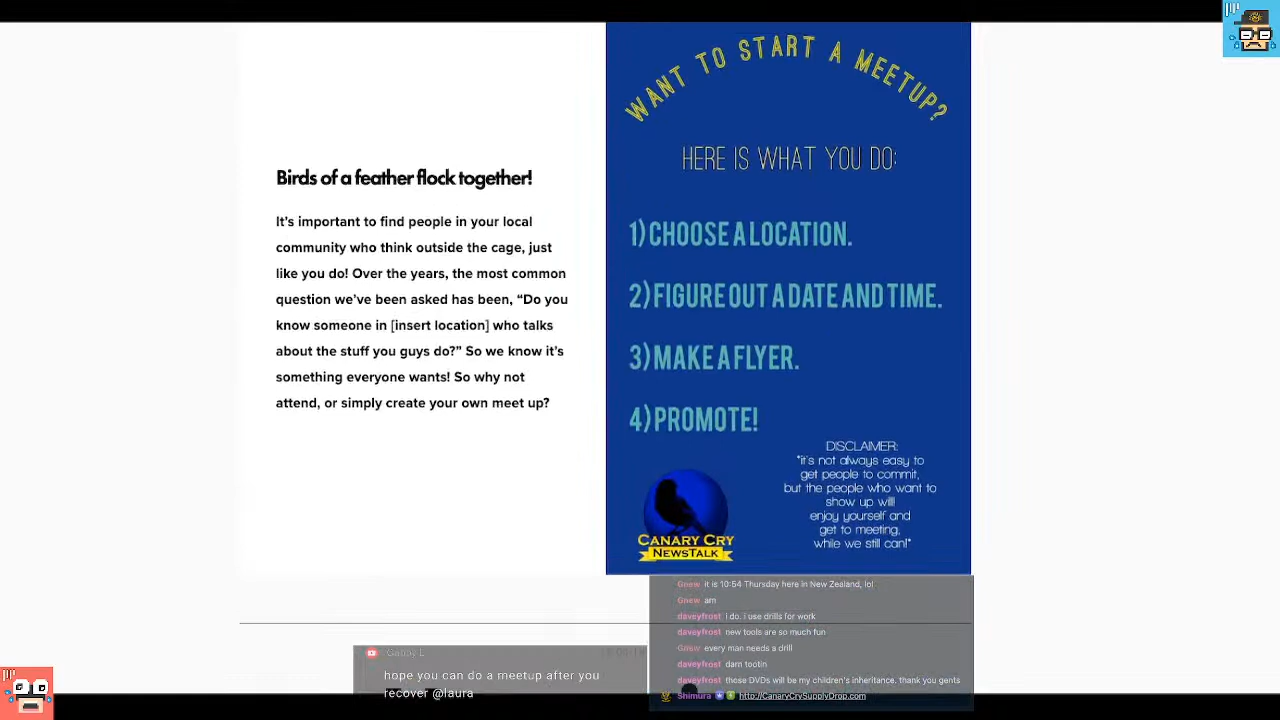 WANT TO START A MEETUP?
HERE IS WHAT YOU DO:
Birds of a feather flock together!
It's important to find people in your local
community who think outside the cage, just
like you do! Over the years, the most common
question we've been asked has been, “Do you
know someone in [insert location] who talks
about the stuff you guys do?” So we know it's
something everyone wants! So why not
attend, or simply create your own meet up?
1) CHOOSE A LOCATION.
2) FIGURE OUT A DATE AND TIME.
3) MAKE A FLYER.
4) PROMOTE!
DISCLAIMER:
"it's not always easy to
get people to commit,
but the people who want to
show up will!
enjoy yourself and
get to meeting,
while we still can!"
CANARY CRY
NEWSTALK
Gnew it is 10:54 Thursday here in New Zealand, lol
Gnew am
daveyfrost i do. i use drills for work
daveyfrost new tools are so much fun
Gnew every man needs a drill
daveyfrost darn tootin
daveyfrost those DVDs will be my children's inheritance. thank you gents
Shimura http://CanaryCrySupplyDrop.com
hope you can do a meetup after you
recover @laura